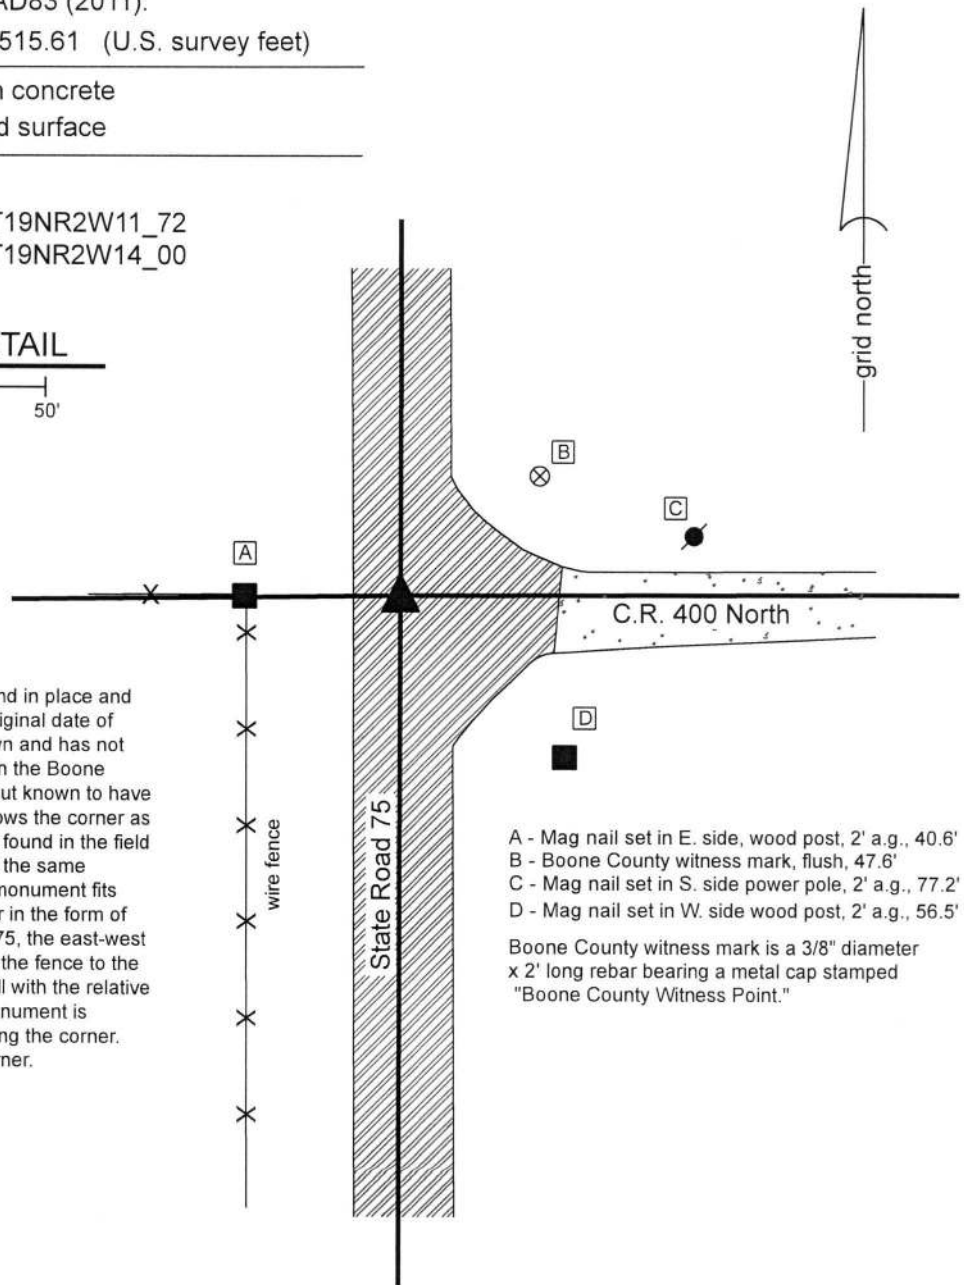 AD83 (2011).
515.61 (U.S. survey feet)
concrete
surface
T19NR2W11_72
T19NR2W14_00
TAIL
50'
grid north
B
C
A
C.R. 400 North
D
State Road 75
wire fence
nd in place and
iginal date of
n and has not
the Boone
ut known to have
ows the corner as
found in the field
the same
monument fits
r in the form of
75, the east-west
the fence to the
ll with the relative
nument is
ng the corner.
ner.
A - Mag nail set in E. side, wood post, 2' a.g., 40.6'
B - Boone County witness mark, flush, 47.6'
C - Mag nail set in S. side power pole, 2' a.g., 77.2'
D - Mag nail set in W. side wood post, 2' a.g., 56.5'
Boone County witness mark is a 3/8" diameter
x 2' long rebar bearing a metal cap stamped
"Boone County Witness Point."